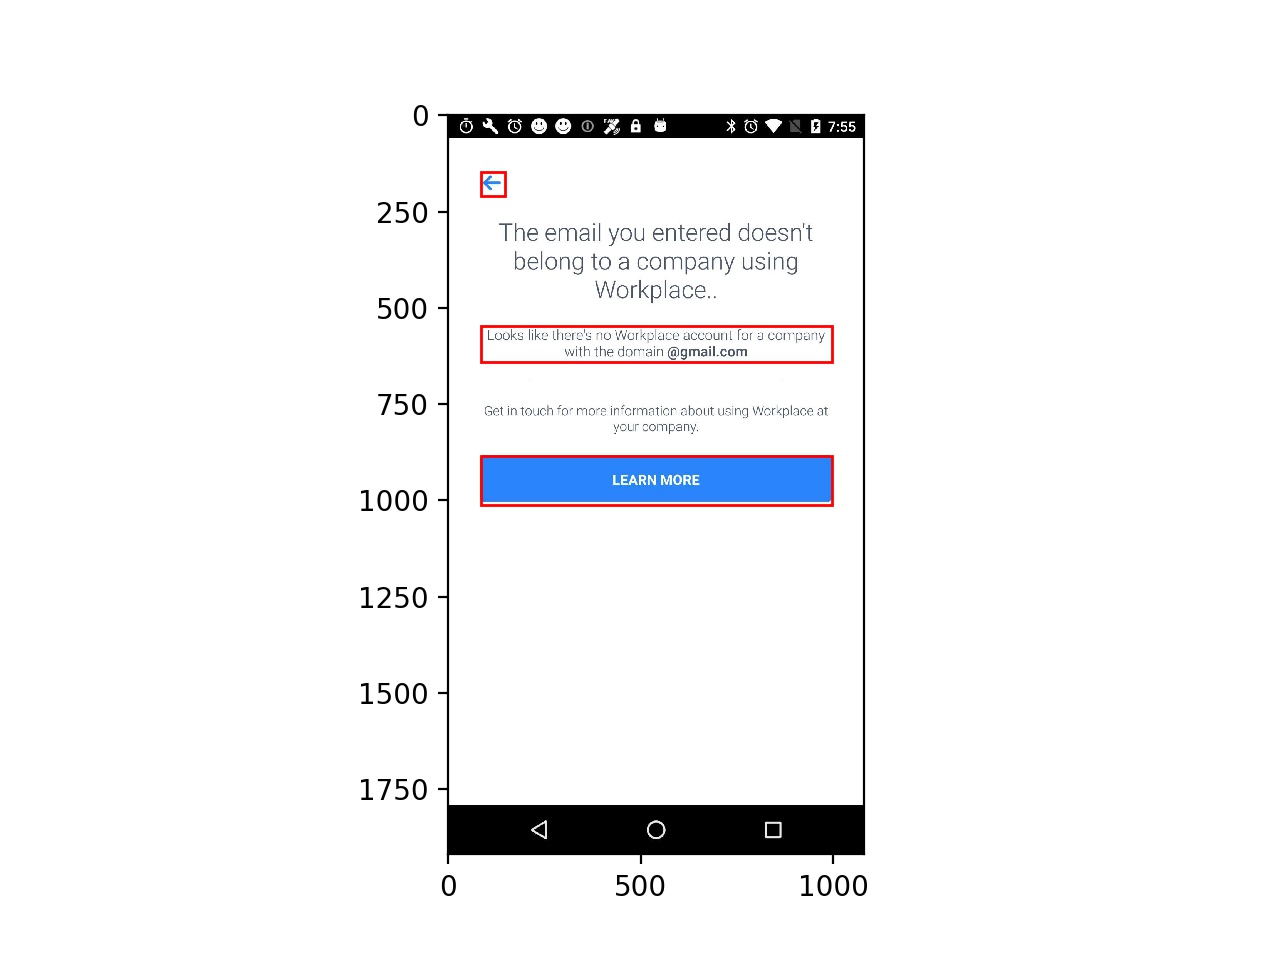 0
7:55
250
The email you entered doesn't
belong to a company using
Workplace..
500
Looks like there's no Workplace account for a company
with the domain @gmail.com
750
Get in touch for more information about using Workplace at
your company.
LEARN MORE
1000
1250
1500
1750
0 500 1000